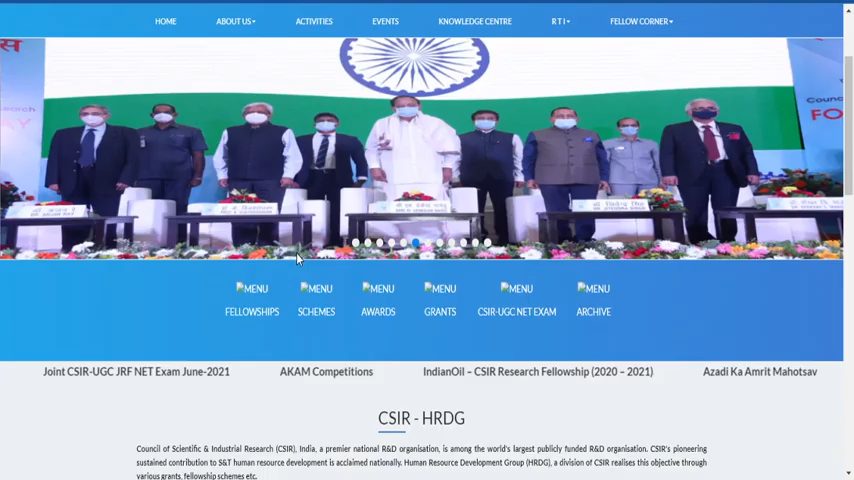 HOME ABOUT US ACTIVITIES EVENTS KNOWLEDGE CENTRE R T I FELLOW CORNER
Counc
FO
MENU MENU MENU MENU MENU MENU
FELLOWSHIPS SCHEMES AWARDS GRANTS CSIR-UGC NET EXAM ARCHIVE
Joint CSIR-UGC JRF NET Exam June-2021 AKAM Competitions IndianOil – CSIR Research Fellowship (2020 – 2021) Azadi Ka Amrit Mahotsav
CSIR - HRDG
Council of Scientific & Industrial Research (CSIR), India, a premier national R&D organisation, is among the world's largest publicly funded R&D organisation. CSIR's pioneering
sustained contribution to S&T human resource development is acclaimed nationally. Human Resource Development Group (HRDG), a division of CSIR realises this objective through
various grants, fellowship schemes etc.